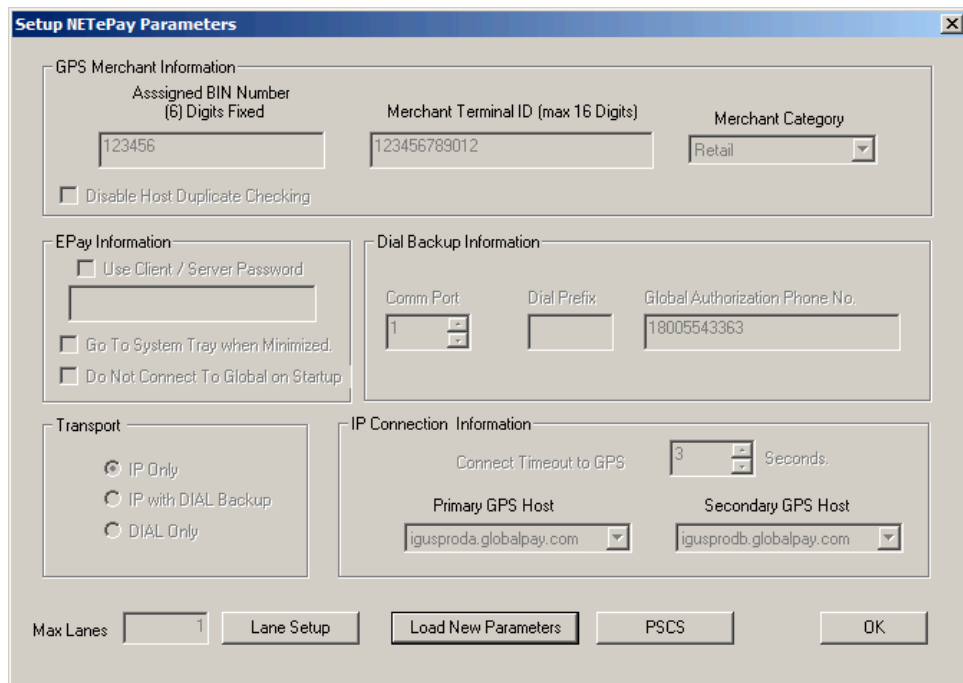 Setup NETePay Parameters
GPS Merchant Information
Asssigned BIN Number
(6) Digits Fixed
Merchant Terminal ID (max 16 Digits)
Merchant Category
123456
123456789012
Retail
Disable Host Duplicate Checking
EPay Information
Use Client / Server Password
Go To System Tray when Minimized.
Do Not Connect To Global on Startup
Dial Backup Information
Comm Port
Dial Prefix
Global Authorization Phone No.
1
18005543363
Transport
IP Only
IP with DIAL Backup
DIAL Only
IP Connection Information
Connect Timeout to GPS
3
Seconds.
Primary GPS Host
Secondary GPS Host
igusproda.globalpay.com
igusprodb.globalpay.com
Max Lanes
1
Lane Setup
Load New Parameters
PSCS
OK